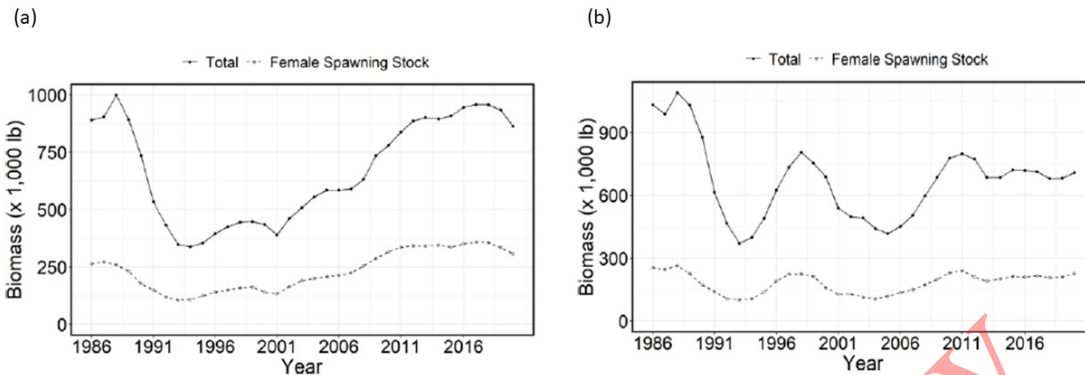 (a)
(b)
Total Female Spawning Stock
Total Female Spawning Stock
Biomass (x 1,000 lb)
1000
750
500
250
0
1986 1991 1996 2001 2006 2011 2016
Year
Biomass (x 1,000 lb)
900
600
300
0
1986 1991 1996 2001 2006 2011 2016
Year